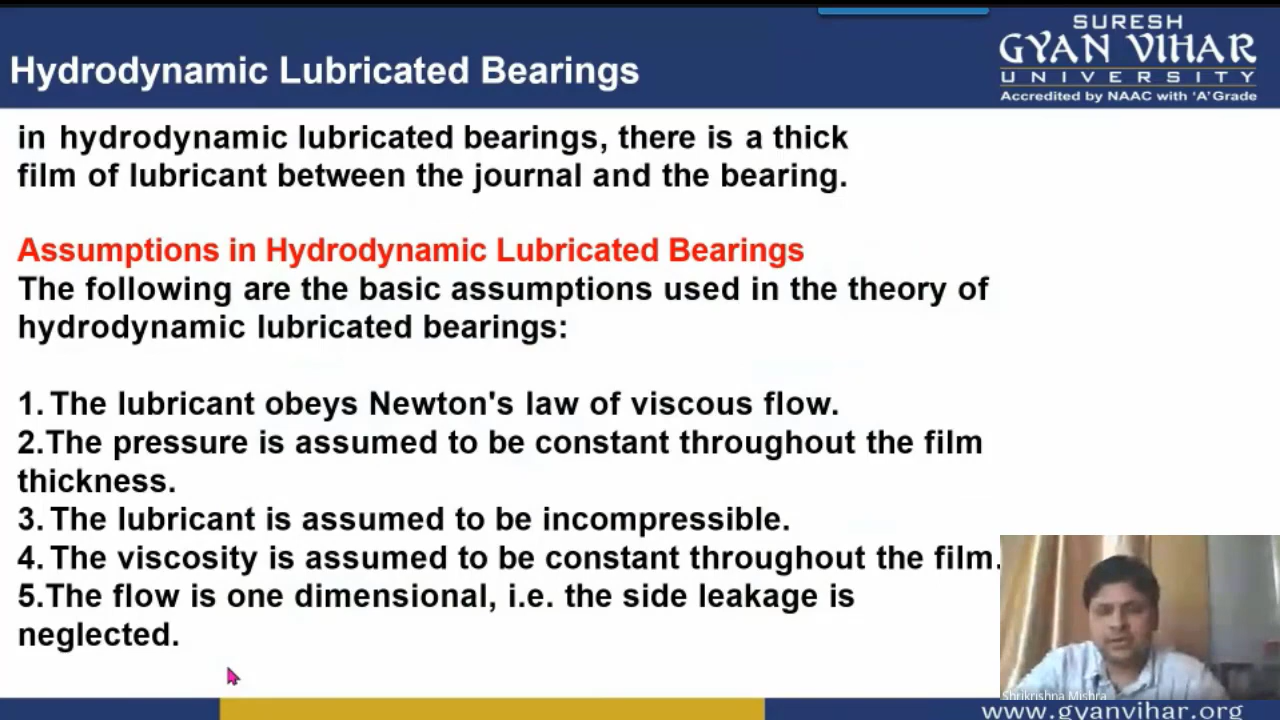 SURESH
GYAN VIHAR
UNIVERSITY
Accredited by NAAC with 'A' Grade
Hydrodynamic Lubricated Bearings
in hydrodynamic lubricated bearings, there is a thick
film of lubricant between the journal and the bearing.
Assumptions in Hydrodynamic Lubricated Bearings
The following are the basic assumptions used in the theory of
hydrodynamic lubricated bearings:
1. The lubricant obeys Newton's law of viscous flow.
2.The pressure is assumed to be constant throughout the film
thickness.
3. The lubricant is assumed to be incompressible.
4. The viscosity is assumed to be constant throughout the film.
5.The flow is one dimensional, i.e. the side leakage is
neglected.
Shrikrishna Mishra
www.gyanvihar.org